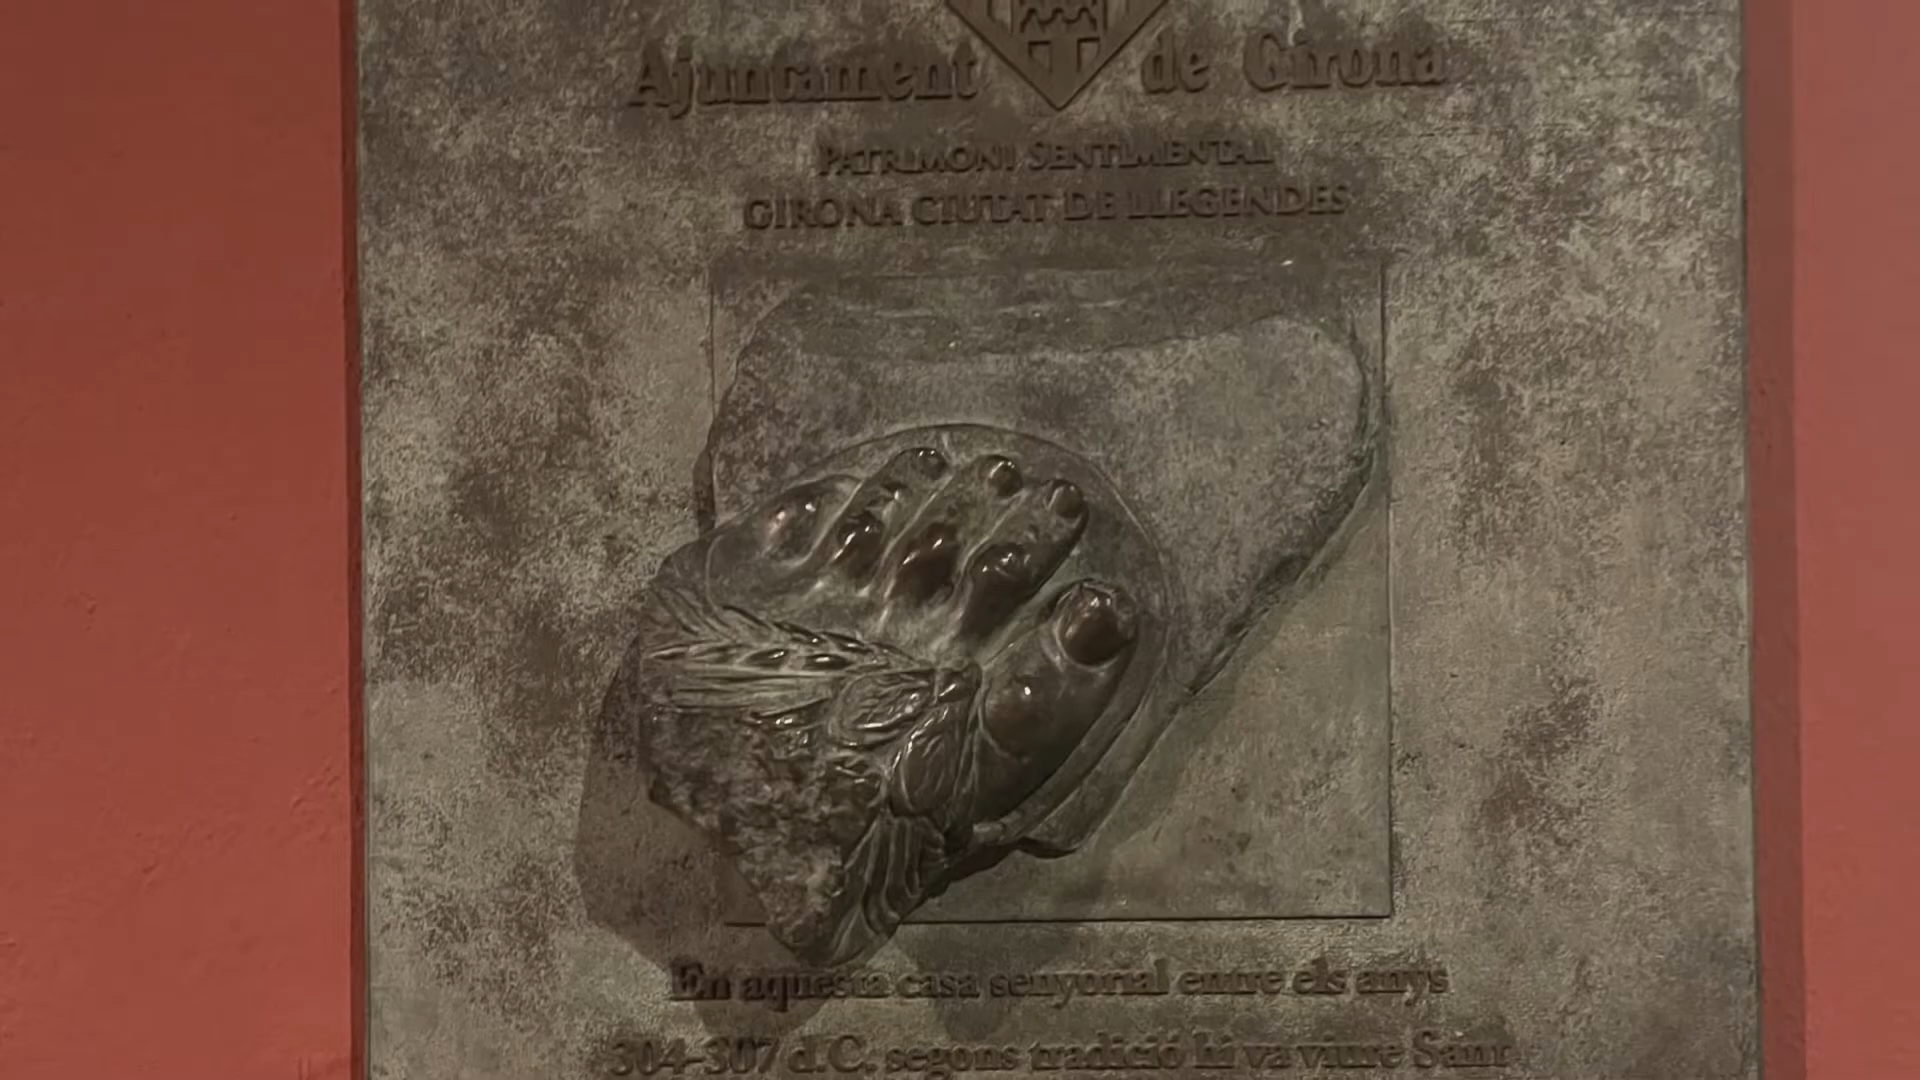 Ajuntament de Girona
PATRIMONI SENTIMENTAL
GIRONA CIUTAT DE LLEGENDES
En aquesta casa senyorial entre els anys
304-307 d.C. segons tradició hi va viure Sant